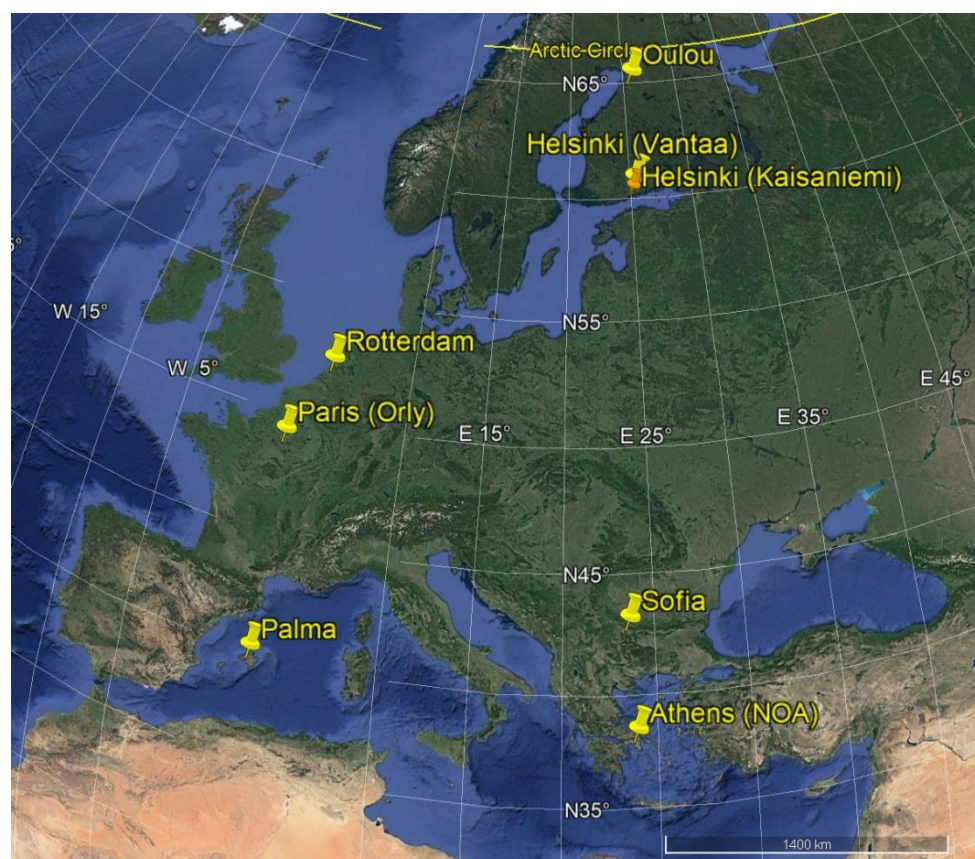 Arctic Circl
Oulou
N65°
Helsinki (Vantaa)
Helsinki (Kaisaniemi)
5°
W 15°
N55°
Rotterdam
W 5°
E 45°
Paris (Orly)
E 15°
E 25°
E 35°
N45°
Sofia
Palma
Athens (NOA)
N35°
1400 km